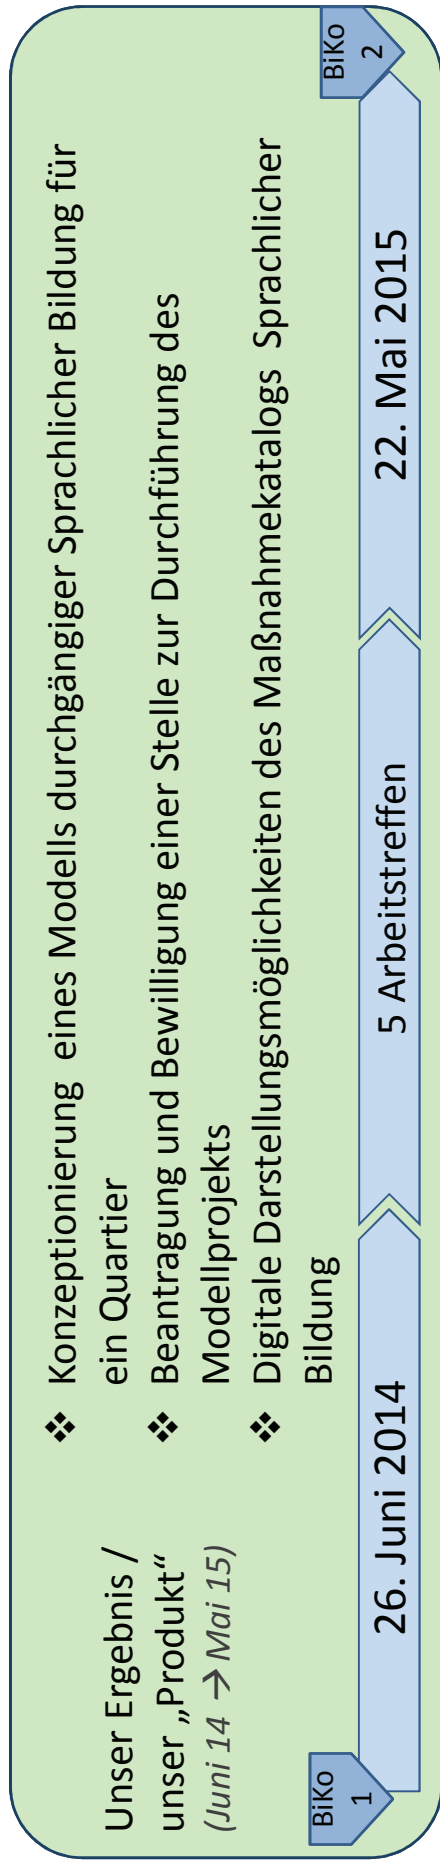 Unser Ergebnis /
unser „Produkt“
(Juni 14 → Mai 15)
❖ Konzeptionierung eines Modells durchgängiger Sprachlicher Bildung für
ein Quartier
❖ Beantragung und Bewilligung einer Stelle zur Durchführung des
Modellprojekts
❖ Digitale Darstellungsmöglichkeiten des Maßnahmekatalogs Sprachlicher
Bildung
BiKo
1
26. Juni 2014
5 Arbeitstreffen
22. Mai 2015
BiKo
2